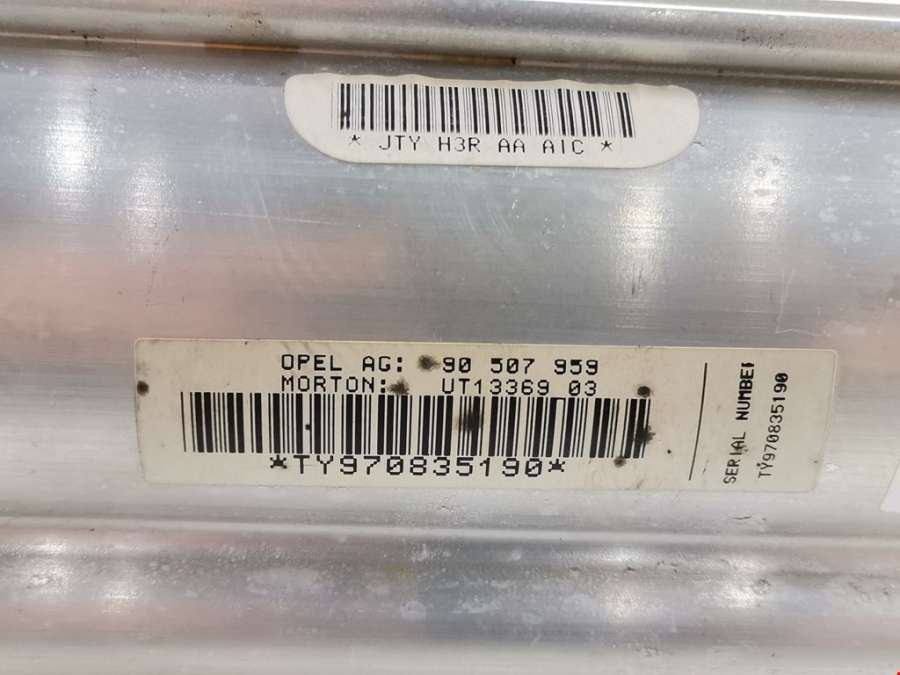 * JTY H3R AA AIC *
OPEL AG: 90 507 959
MORTON: UT13369 03
*TY970835190*
SERIAL NUMBER
TY970835190